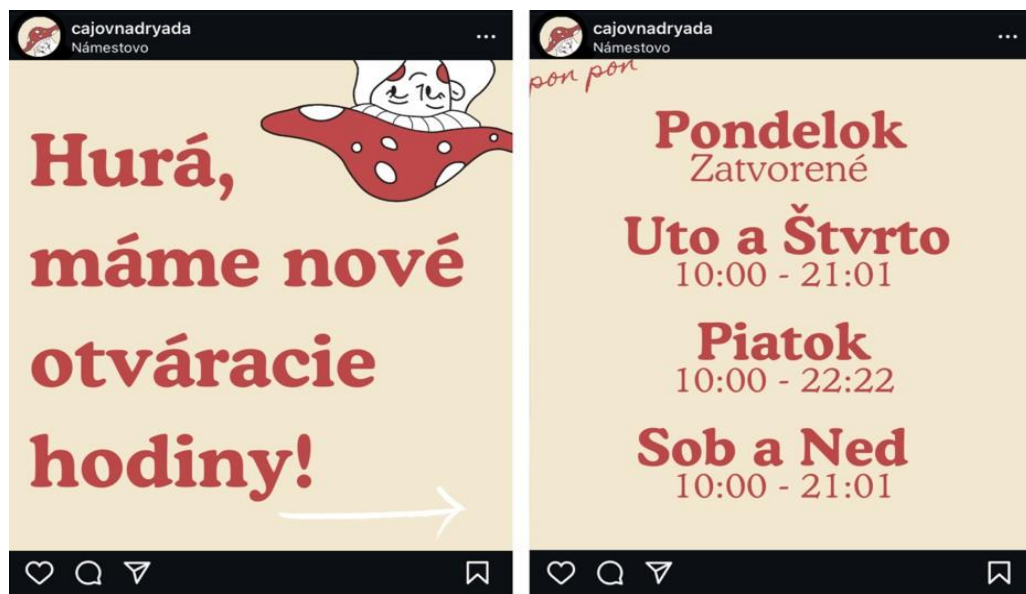 cajovnadryada
Námestovo
Hurá,
máme nové
otváracie
hodiny!
cajovnadryada
Námestovo
pon pon
Pondelok
Zatvorené
Uto a Štvrto
10:00 - 21:01
Piatok
10:00 - 22:22
Sob a Ned
10:00 - 21:01